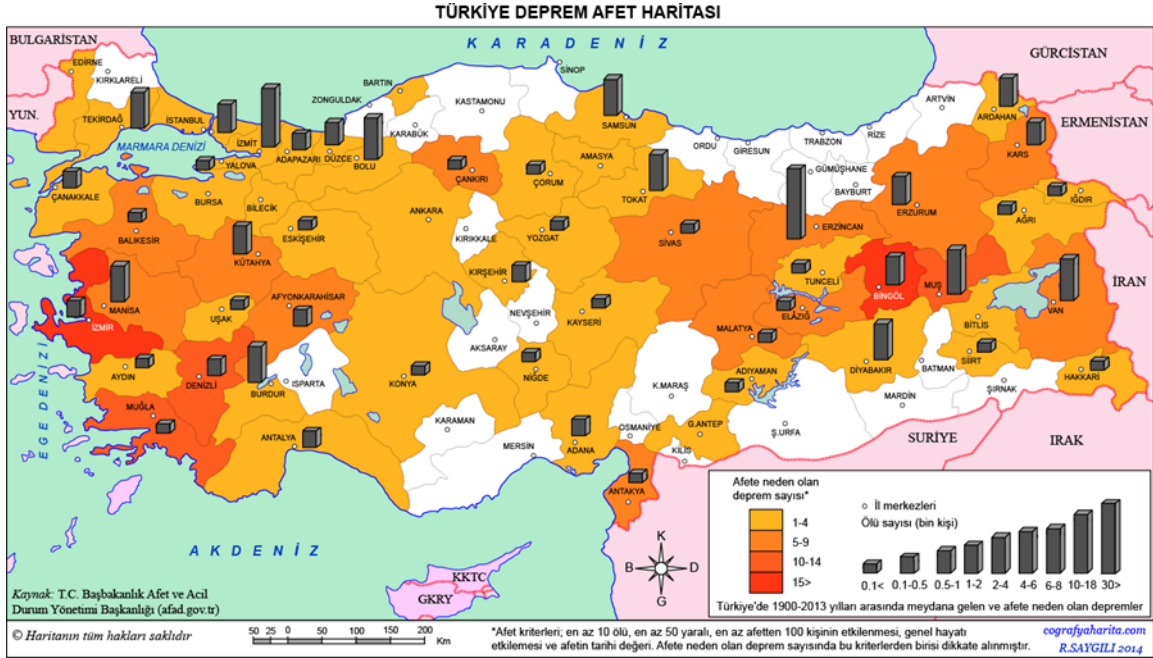 TÜRKİYE DEPREM AFET HARİTASI
BULGARİSTAN
KARADENİZ
GÜRCİSTAN
EDİRNE
KIRKLARELİ
SİNOP
BARTIN
ZONGULDAK
KASTAMONU
ARTVİN
ARDAHAN
YUN.
TEKİRDAĞ
İSTANBUL
KARABÜK
SAMSUN
ERMENİSTAN
MARMARA DENİZİ
İZMİT
ADAPAZARI
DÜZCE
BOLU
ORDU
GİRESUN
TRABZON
RİZE
KARS
YALOVA
ÇANKIRI
ÇORUM
AMASYA
GÜMÜŞHANE
BAYBURT
ÇANAKKALE
BURSA
BİLECİK
TOKAT
ERZURUM
IĞDIR
ANKARA
AĞRI
BALIKESİR
ESKİŞEHİR
KIRIKKALE
YOZGAT
SİVAS
ERZİNCAN
KÜTAHYA
KIRŞEHİR
TUNCELİ
BİNGÖL
MUŞ
İRAN
MANİSA
UŞAK
AFYONKARAHİSAR
NEVŞEHİR
KAYSERİ
MALATYA
ELÂZIĞ
VAN
İZMİR
AKSARAY
BİTLİS
AYDIN
DENİZLİ
BURDUR
ISPARTA
KONYA
NİĞDE
K.MARAŞ
ADIYAMAN
DİYABAKIR
BATMAN
SİİRT
HAKKARİ
EGE DENİZİ
MUĞLA
ANTALYA
KARAMAN
MERSİN
ADANA
OSMANİYE
G.ANTEP
KİLİS
Ş.URFA
MARDİN
ŞIRNAK
SURİYE
IRAK
ANTAKYA
AKDENİZ
KKTC
GKRY
K
B
D
G
Afete neden olan
deprem sayısı*
1-4
5-9
10-14
15>
İl merkezleri
Ölü sayısı (bin kişi)
0.1< 0.1-0.5 0.5-1 1-2 2-4 4-6 6-8 10-18 30>
Türkiye'de 1900-2013 yılları arasında meydana gelen ve afete neden olan depremler
Kaynak: T.C. Başbakanlık Afet ve Acil
Durum Yönetimi Başkanlığı (afad.gov.tr)
© Haritanın tüm hakları saklıdır
50 25 0 50 100 150 200
Km
*Afet kriterleri; en az 10 ölü, en az 50 yaralı, en az afetten 100 kişinin etkilenmesi, genel hayatı
etkilemesi ve afetin tarihi değeri. Afete neden olan deprem sayısında bu kriterlerden birisi dikkate alınmıştır.
cografyaharita.com
R.SAYGILI 2014